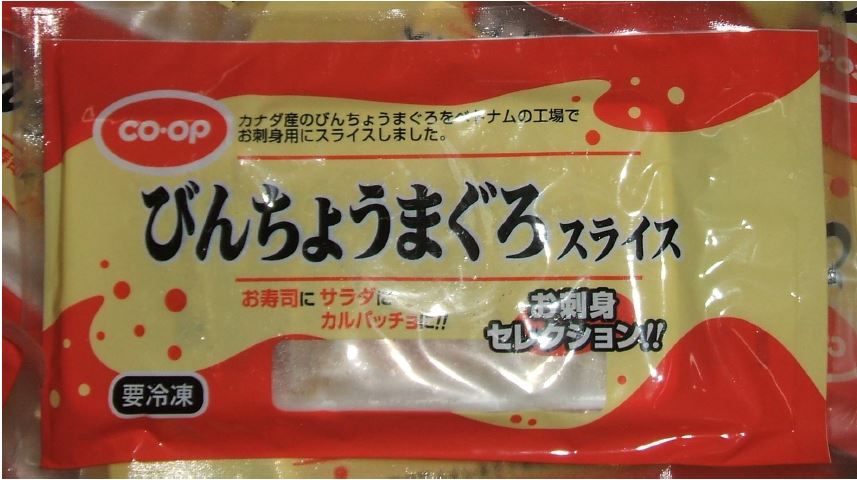 CO·OP
カナダ産のびんちょうまぐろをベトナムの工場で
お刺身用にスライスしました。
びんちょうまぐろ スライス
お寿司に サラダに
カルパッチョに!!
お刺身
セレクション!!
要冷凍